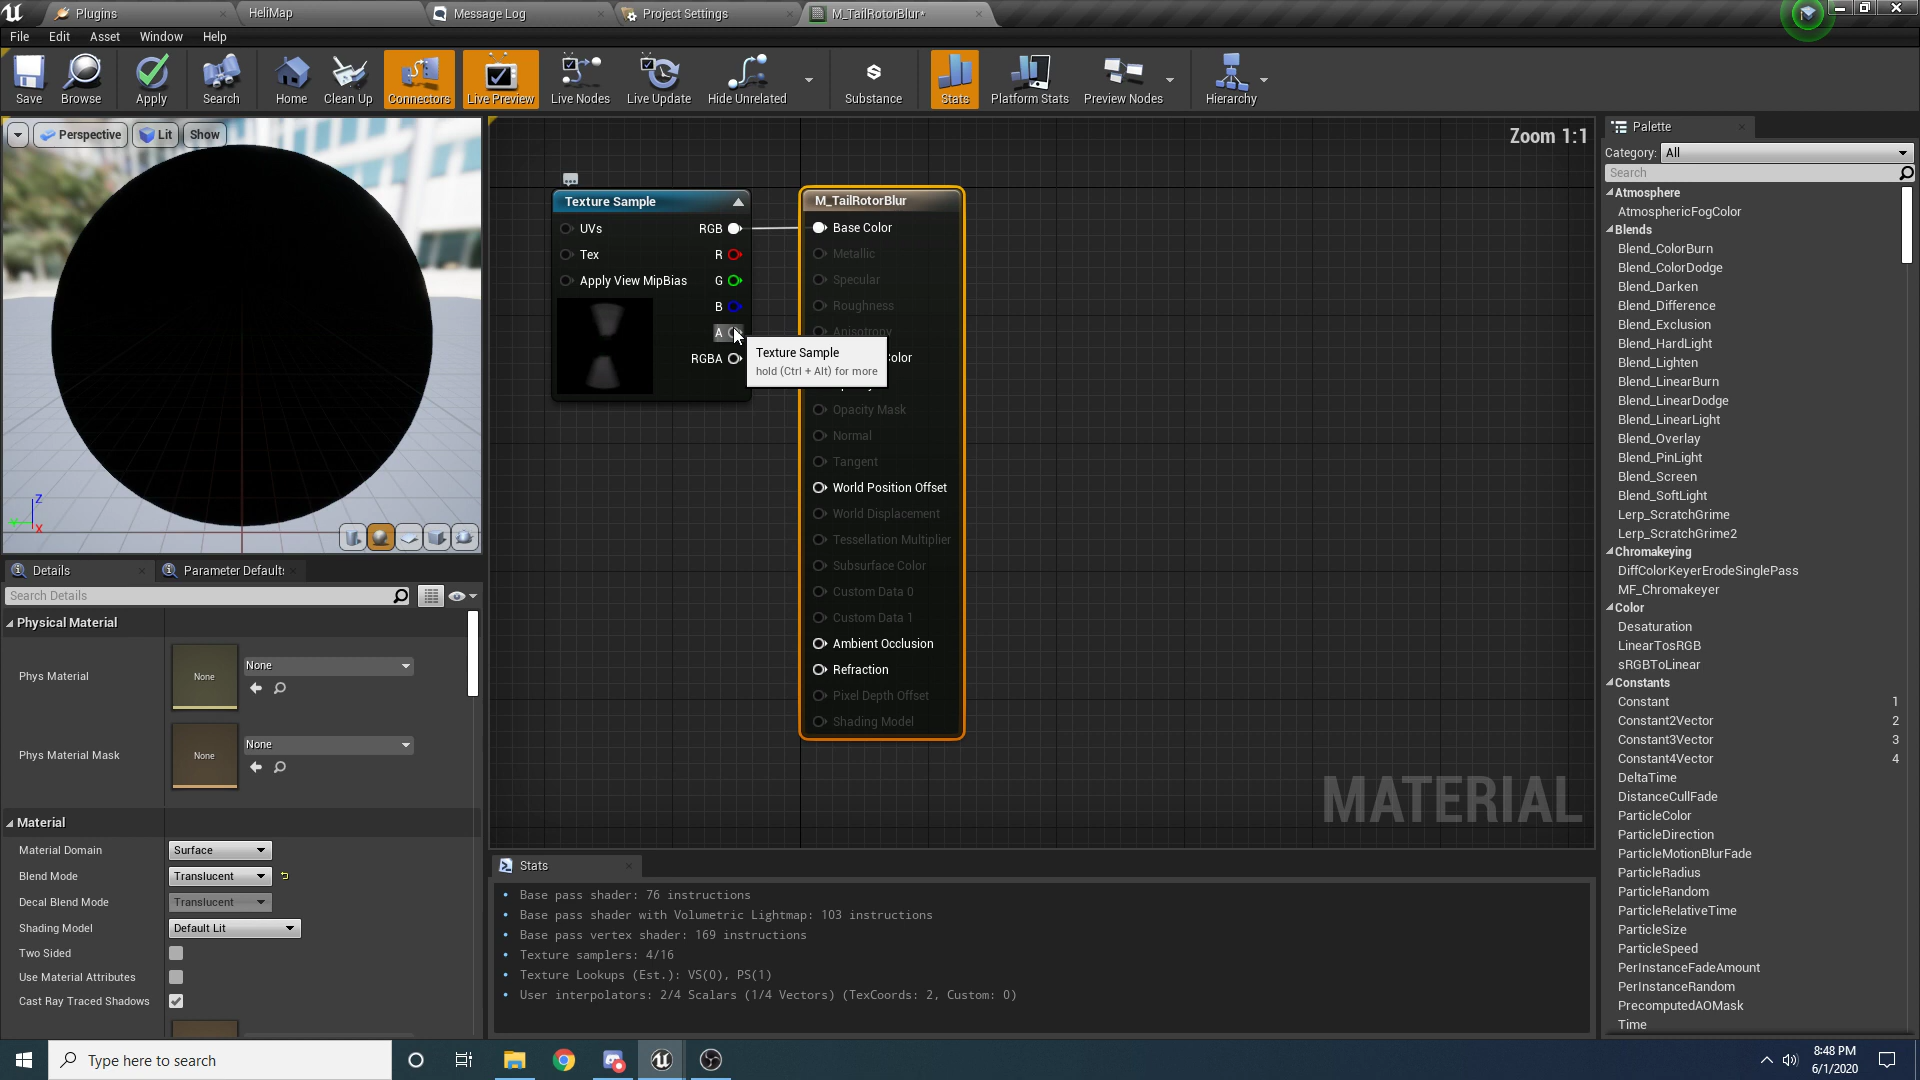 Plugins
HeliMap
Message Log
Project Settings
M_TailRotorBlur*
File
Edit
Asset
Window
Help
Save
Browse
Apply
Search
Home
Clean Up
Connectors
Live Preview
Live Nodes
Live Update
Hide Unrelated
Substance
Stats
Platform Stats
Preview Nodes
Hierarchy
Perspective
Lit
Show
Z
Y
X
Zoom 1:1
Texture Sample
UVs
RGB
Tex
R
Apply View MipBias
G
B
A
RGBA
Texture Sample
hold (Ctrl + Alt) for more
M_TailRotorBlur
Base Color
Metallic
Specular
Roughness
Anisotropy
Color
Opacity Mask
Normal
Tangent
World Position Offset
World Displacement
Tessellation Multiplier
Subsurface Color
Custom Data 0
Custom Data 1
Ambient Occlusion
Refraction
Pixel Depth Offset
Shading Model
MATERIAL
Details
Parameter Defaults
Search Details
Physical Material
Phys Material
None
None
Phys Material Mask
None
None
Material
Material Domain
Surface
Blend Mode
Translucent
Decal Blend Mode
Translucent
Shading Model
Default Lit
Two Sided
Use Material Attributes
Cast Ray Traced Shadows
Stats
Base pass shader: 76 instructions
Base pass shader with Volumetric Lightmap: 103 instructions
Base pass vertex shader: 169 instructions
Texture samplers: 4/16
Texture Lookups (Est.): VS(0), PS(1)
User interpolators: 2/4 Scalars (1/4 Vectors) (TexCoords: 2, Custom: 0)
Palette
Category:
All
Search
Atmosphere
AtmosphericFogColor
Blends
Blend_ColorBurn
Blend_ColorDodge
Blend_Darken
Blend_Difference
Blend_Exclusion
Blend_HardLight
Blend_Lighten
Blend_LinearBurn
Blend_LinearDodge
Blend_LinearLight
Blend_Overlay
Blend_PinLight
Blend_Screen
Blend_SoftLight
Lerp_ScratchGrime
Lerp_ScratchGrime2
Chromakeying
DiffColorKeyerErodeSinglePass
MF_Chromakeyer
Color
Desaturation
LinearTosRGB
sRGBToLinear
Constants
Constant 1
Constant2Vector 2
Constant3Vector 3
Constant4Vector 4
DeltaTime
DistanceCullFade
ParticleColor
ParticleDirection
ParticleMotionBlurFade
ParticleRadius
ParticleRandom
ParticleRelativeTime
ParticleSize
ParticleSpeed
PerInstanceFadeAmount
PerInstanceRandom
PrecomputedAOMask
Time
Type here to search
8:48 PM
6/1/2020